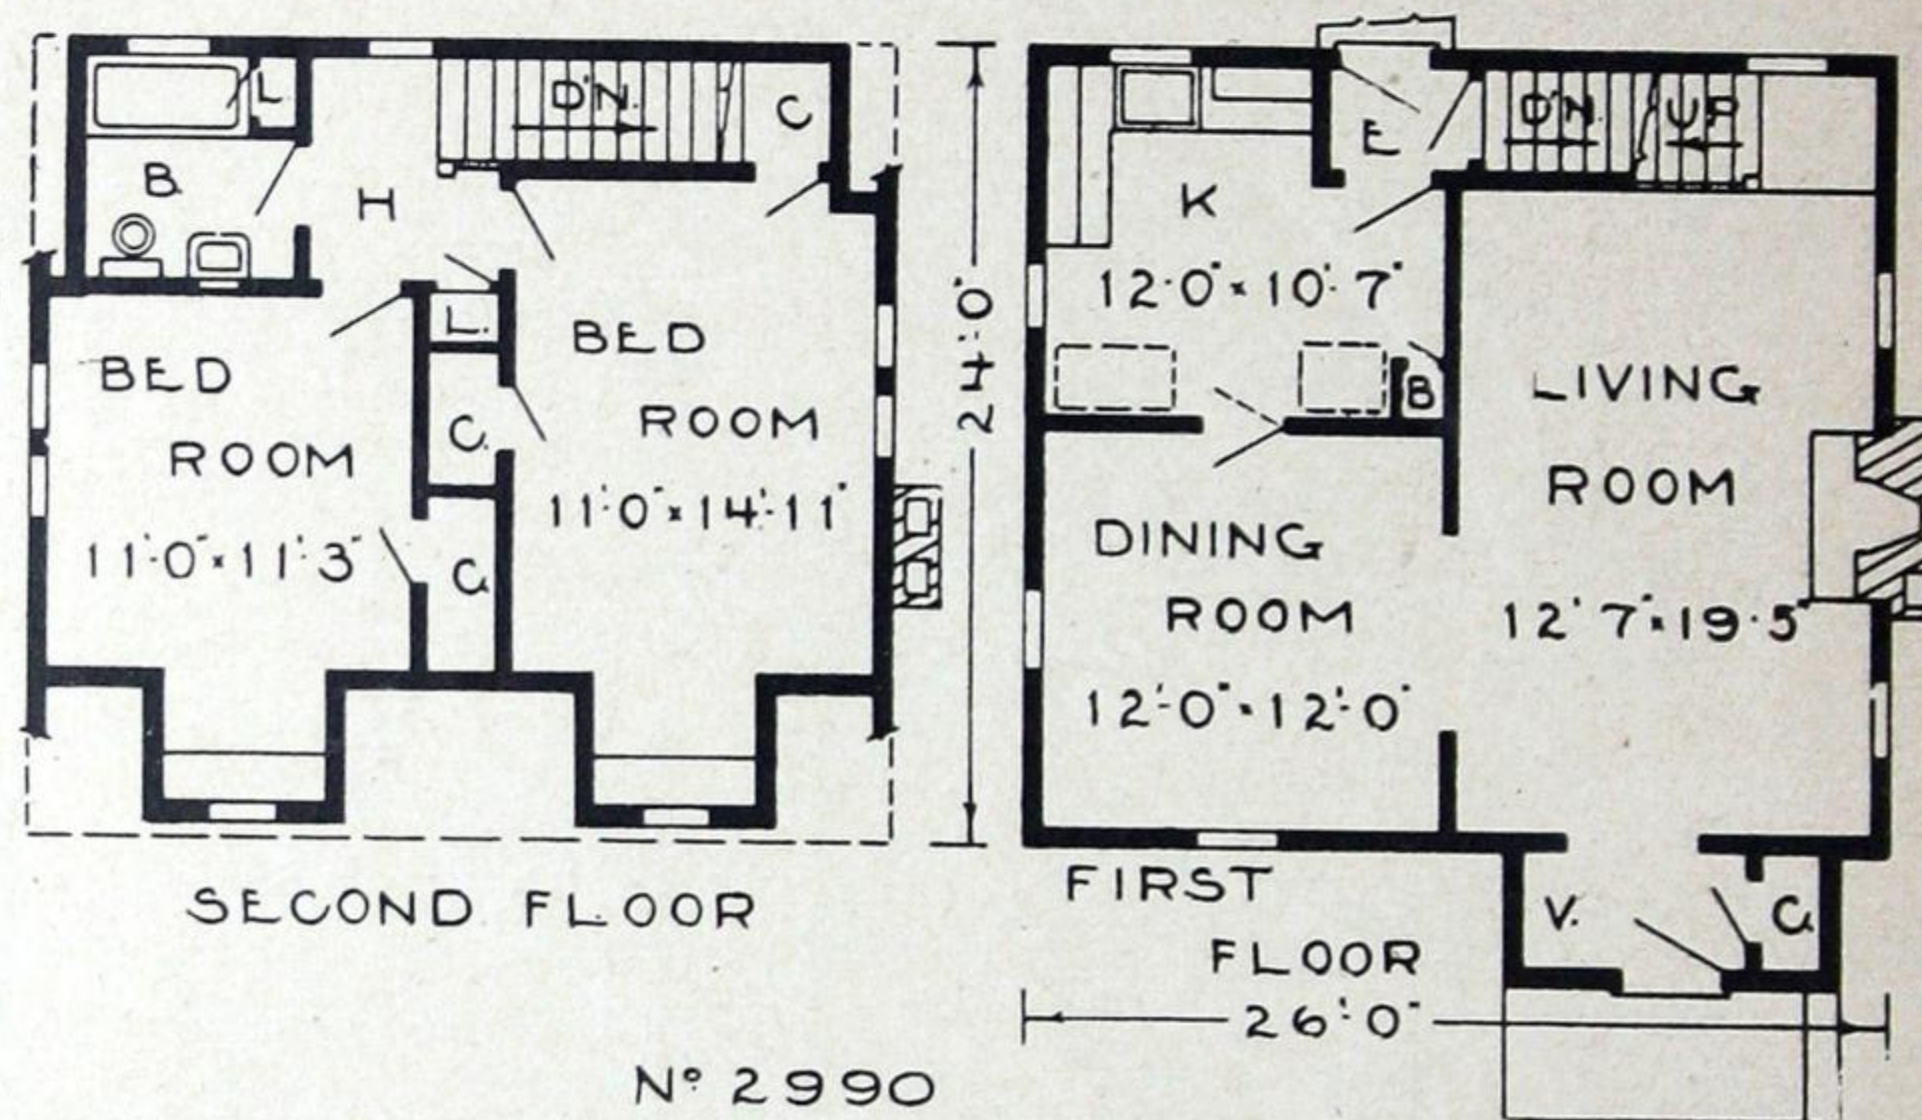 L.
D'N.
C
B
H
L.
BED
ROOM
11'-0" x 11'-3"
C.
C.
BED
ROOM
11'-0" x 14'-11"
SECOND FLOOR
24'-0"
E
D'N.
UP
K
12'-0" x 10'-7"
B
LIVING
ROOM
12'7" x 19'-5"
DINING
ROOM
12'-0" x 12'-0"
V.
C.
FIRST
FLOOR
26'-0"
Nº 2990